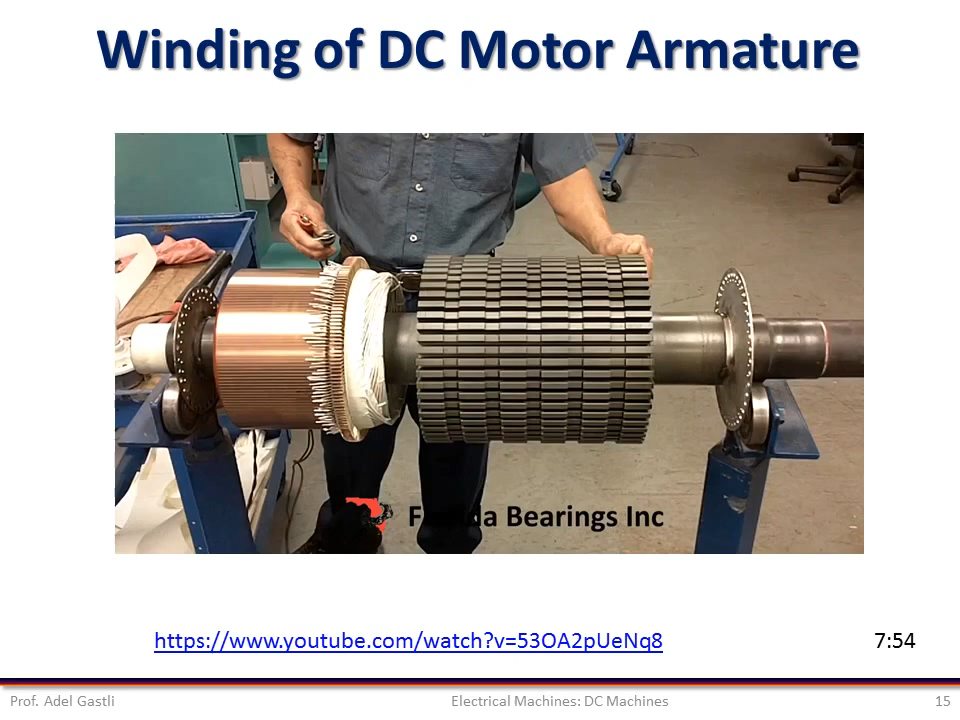 Winding of DC Motor Armature
Bearings Inc
https://www.youtube.com/watch?v=53OA2pUeNq8
7:54
Prof. Adel Gastli
Electrical Machines: DC Machines
15